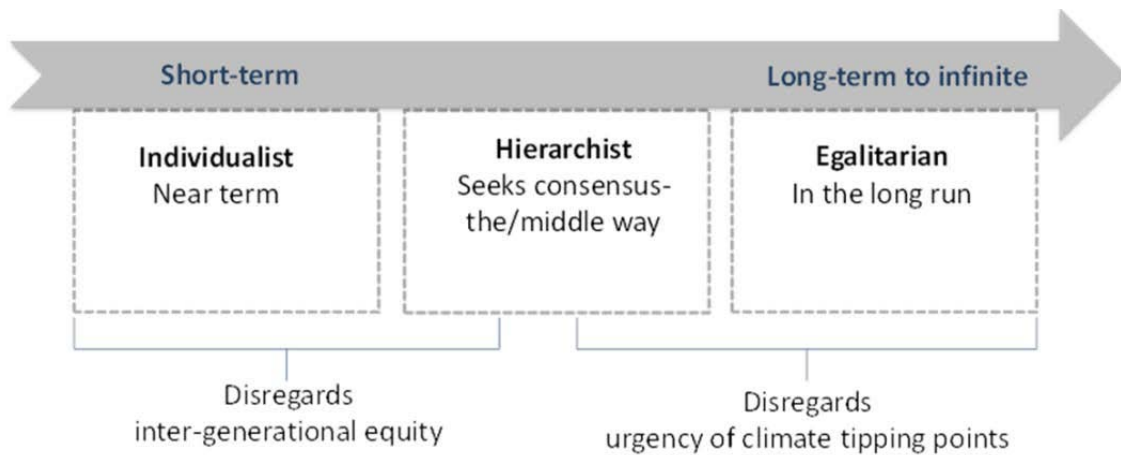 Short-term
Long-term to infinite
Individualist
Near term
Hierarchist
Seeks consensus-
the/middle way
Egalitarian
In the long run
Disregards
inter-generational equity
Disregards
urgency of climate tipping points